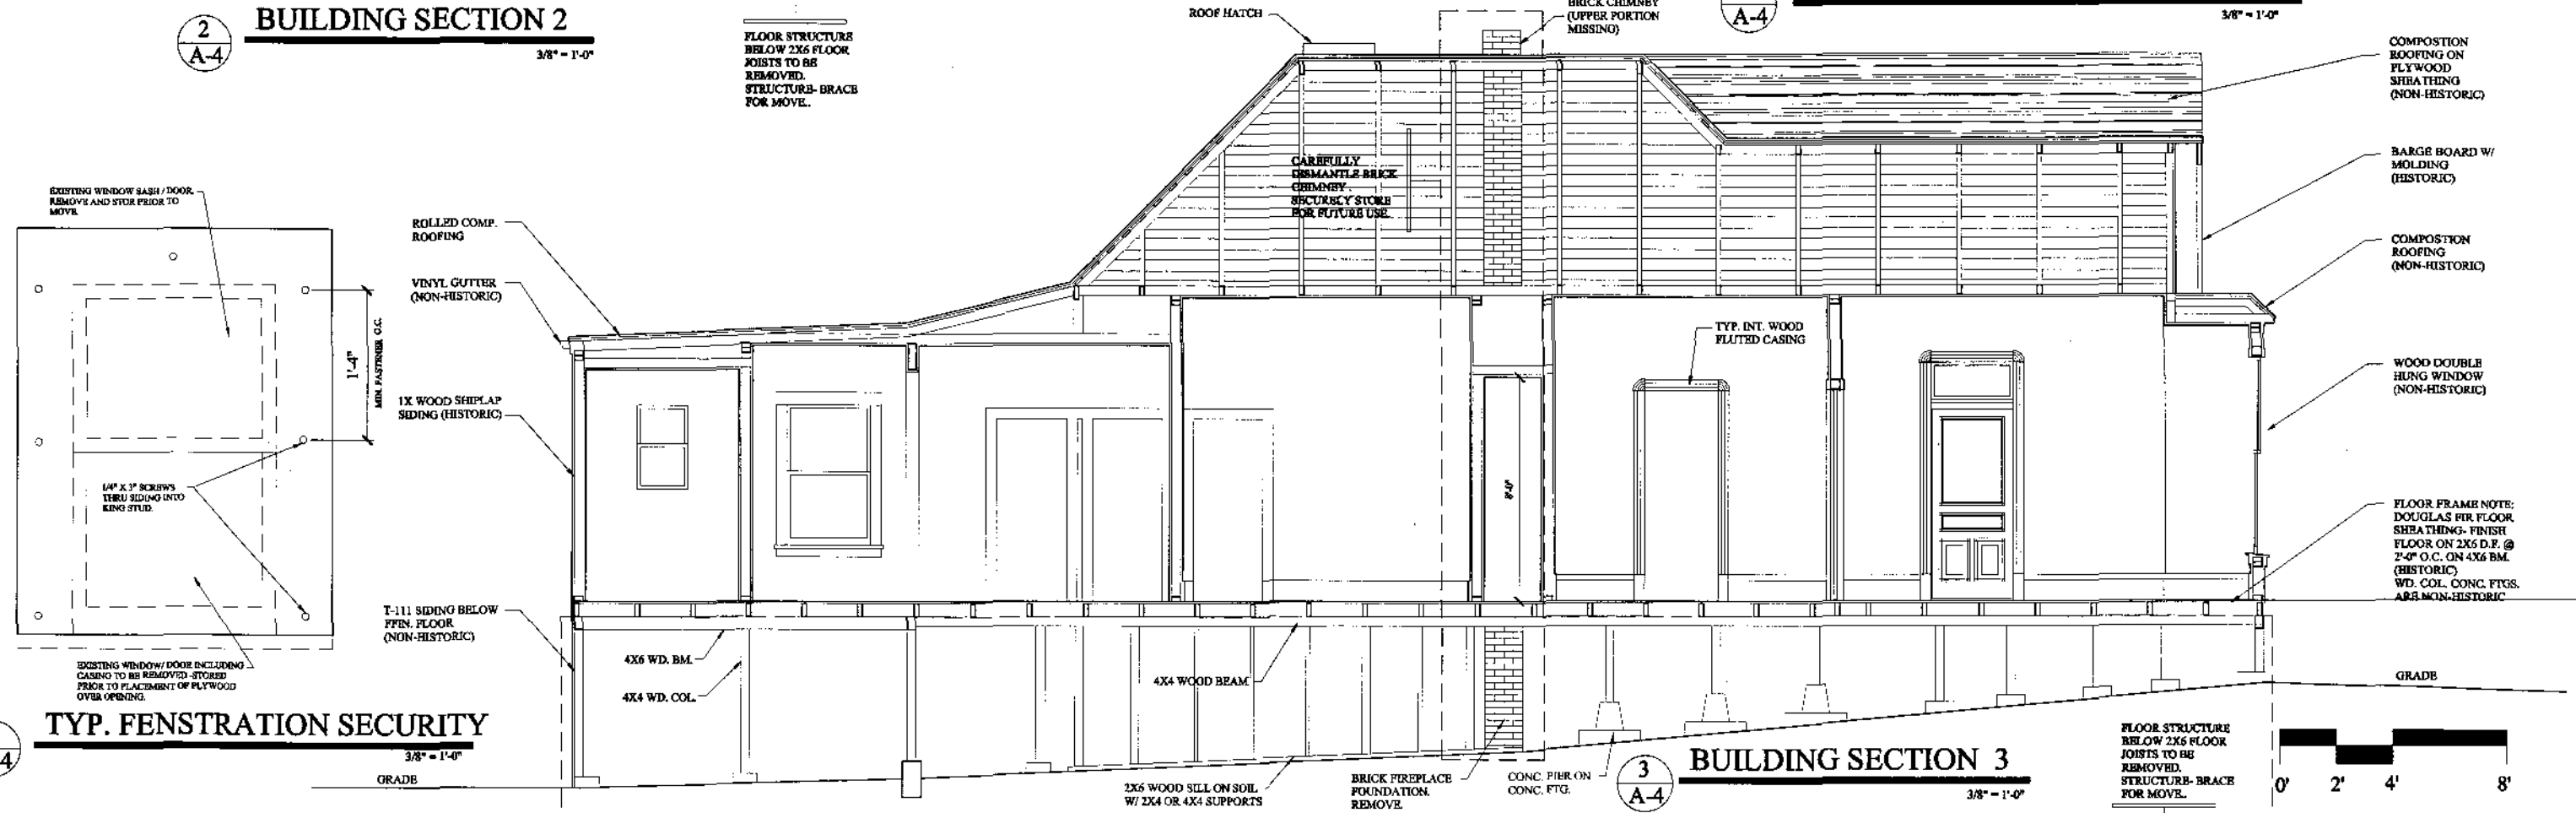 2
A-4
BUILDING SECTION 2
3/8" = 1'-0"
FLOOR STRUCTURE
BELOW 2X6 FLOOR
JOISTS TO BE
REMOVED.
STRUCTURE- BRACE
FOR MOVE..
ROOF HATCH
BRICK CHIMNEY
(UPPER PORTION
MISSING)
A-4
3/8" = 1'-0"
COMPOSTION
ROOFING ON
PLYWOOD
SHEATHING
(NON-HISTORIC)
BARGE BOARD W/
MOLDING
(HISTORIC)
COMPOSTION
ROOFING
(NON-HISTORIC)
WOOD DOUBLE
HUNG WINDOW
(NON-HISTORIC)
FLOOR FRAME NOTE:
DOUGLAS FIR FLOOR
SHEATHING- FINISH
FLOOR ON 2X6 D.F. @
2'-0" O.C. ON 4X6 BM.
(HISTORIC)
WD. COL. CONC. FTGS.
ARE NON-HISTORIC
EXISTING WINDOW SASH / DOOR.
REMOVE AND STOR PRIOR TO
MOVE.
1'-4"
MIN. FASTENER O.C.
1/4" X 3" SCREWS
THRU SIDING INTO
KING STUD.
EXISTING WINDOW/ DOOR INCLUDING
CASING TO BE REMOVED -STORED
PRIOR TO PLACEMENT OF PLYWOOD
OVER OPENING.
4
TYP. FENSTRATION SECURITY
3/8" = 1'-0"
ROLLED COMP.
ROOFING
VINYL GUTTER
(NON-HISTORIC)
1X WOOD SHIPLAP
SIDING (HISTORIC)
T-111 SIDING BELOW
FFIN. FLOOR
(NON-HISTORIC)
CAREFULLY
DISMANTLE BRICK
CHIMNEY.
SECURELY STORE
FOR FUTURE USE.
TYP. INT. WOOD
FLUTED CASING
8'-0"
4X6 WD. BM.
4X4 WD. COL.
4X4 WOOD BEAM
GRADE
GRADE
2X6 WOOD SILL ON SOIL
W/ 2X4 OR 4X4 SUPPORTS
BRICK FIREPLACE
FOUNDATION.
REMOVE
CONC. PIER ON
CONC. FTG.
3
A-4
BUILDING SECTION 3
3/8" = 1'-0"
FLOOR STRUCTURE
BELOW 2X6 FLOOR
JOISTS TO BE
REMOVED.
STRUCTURE- BRACE
FOR MOVE..
0' 2' 4' 8'